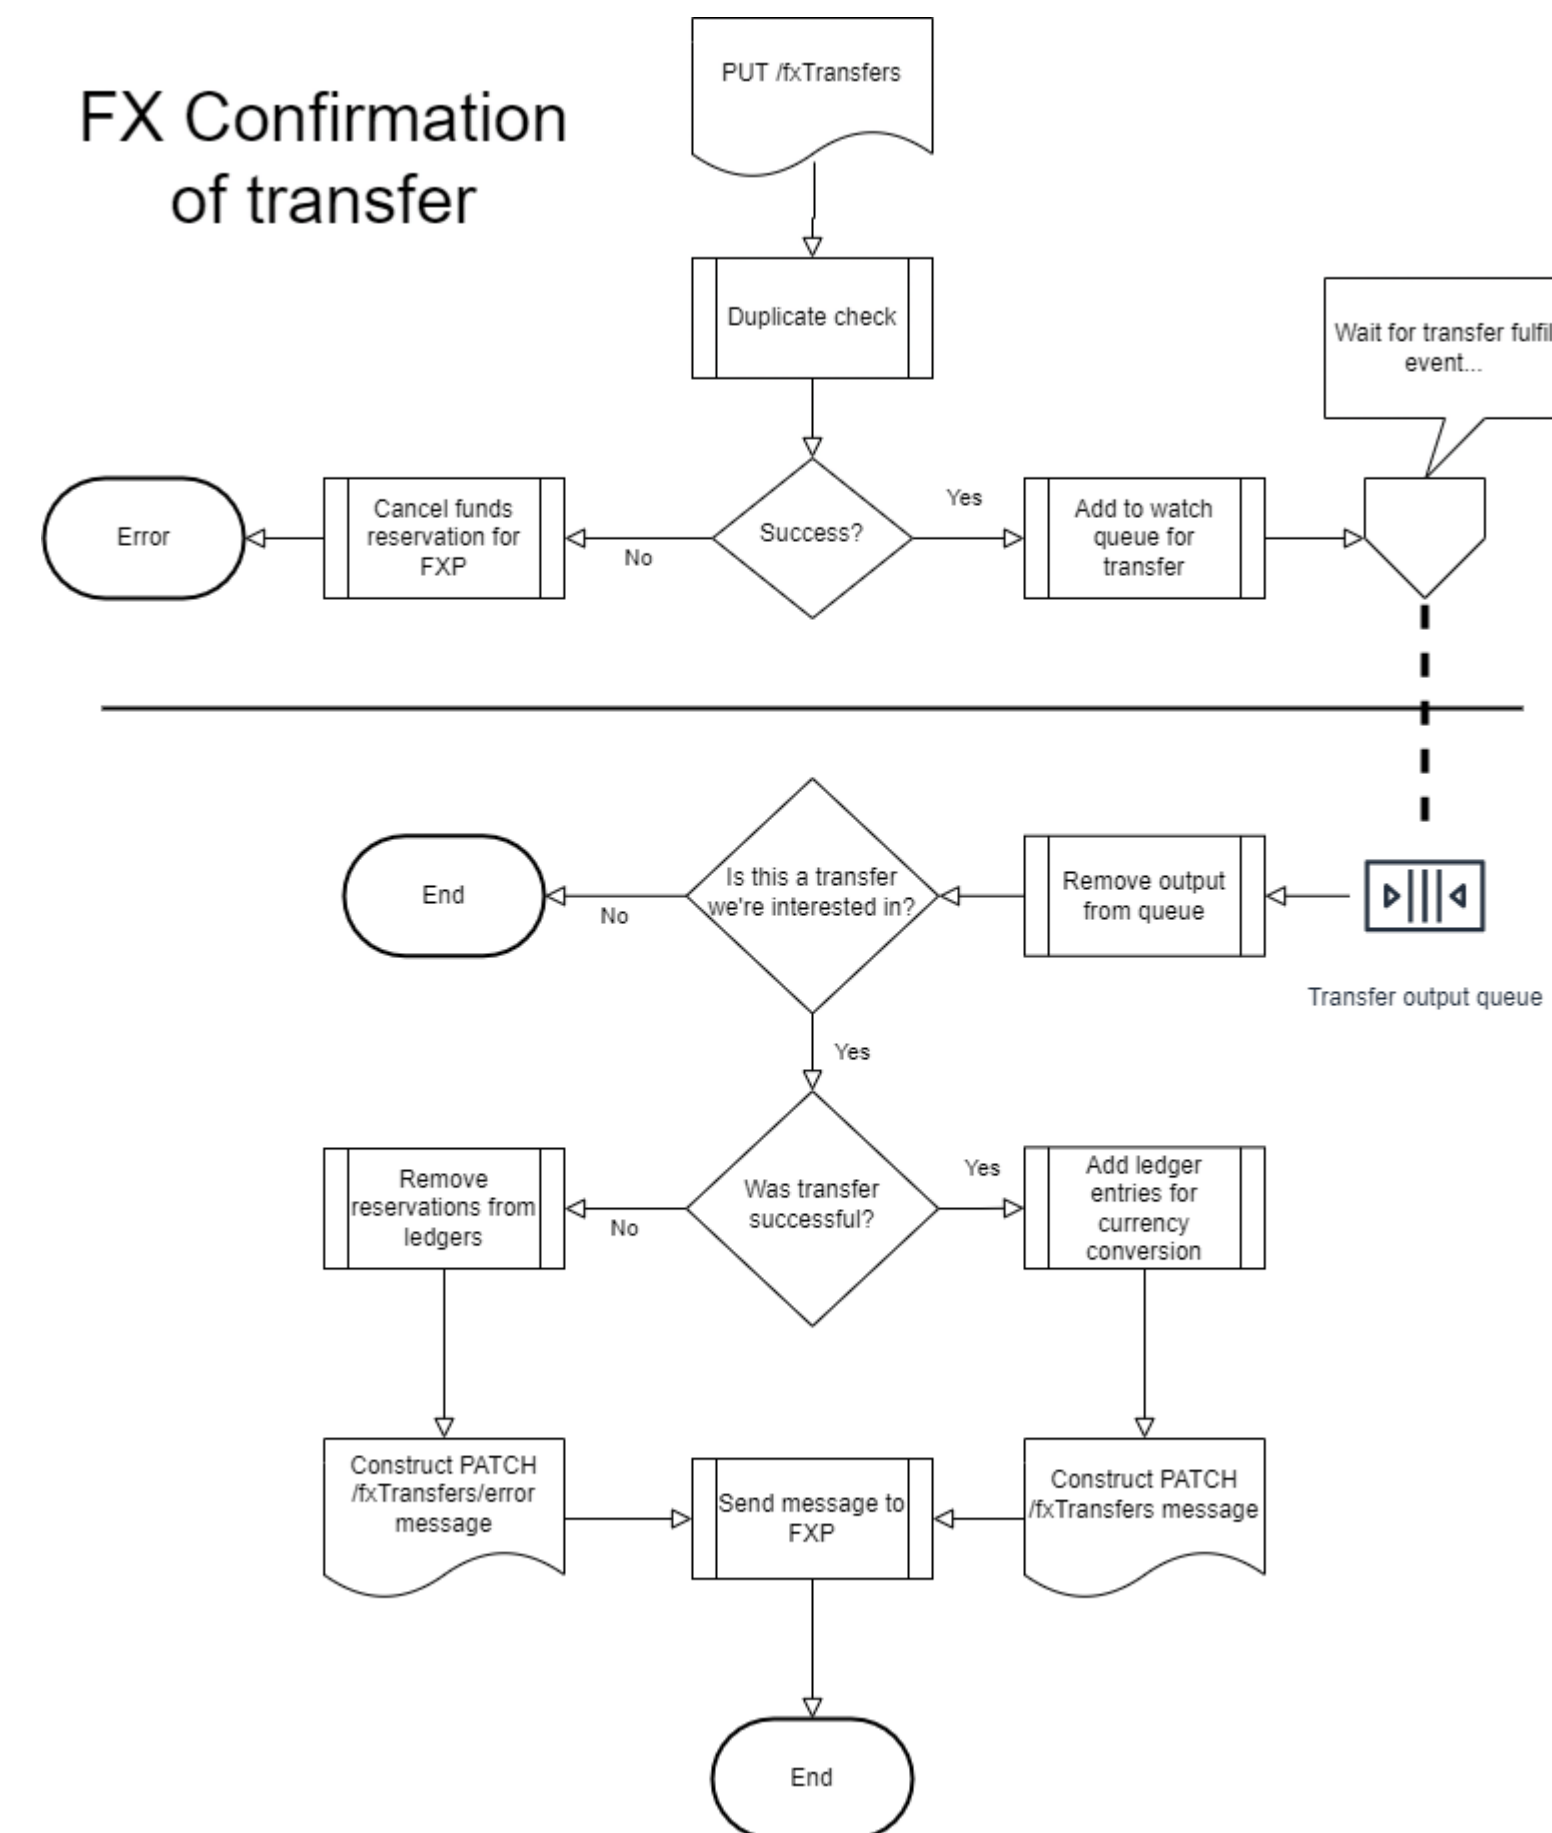 FX Confirmation
of transfer
PUT /fxTransfers
Duplicate check
Wait for transfer fulfil
event...
Error
Cancel funds
reservation for
FXP
No
Success?
Yes
Add to watch
queue for
transfer
End
No
Is this a transfer
we're interested in?
Remove output
from queue
Transfer output queue
Yes
Remove
reservations from
ledgers
No
Was transfer
successful?
Yes
Add ledger
entries for
currency
conversion
Construct PATCH
/fxTransfers/error
message
Send message to
FXP
Construct PATCH
/fxTransfers message
End